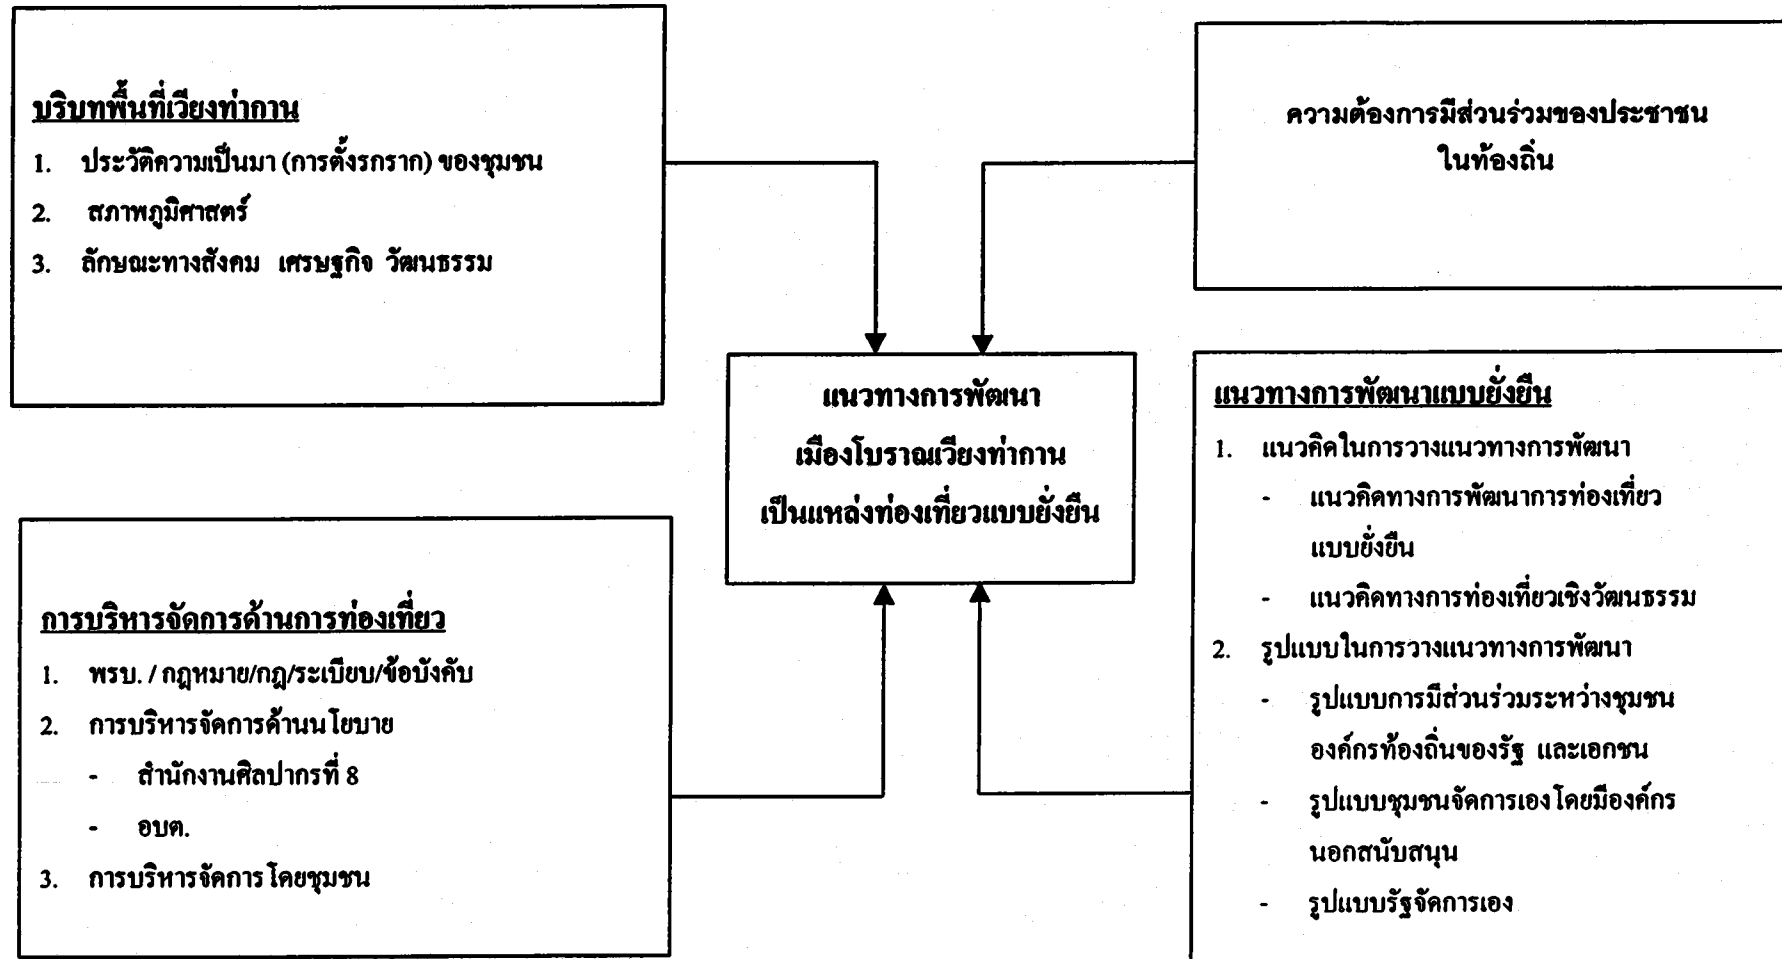 บริบทพื้นที่เวียงท่ากาน
1. ประวัติความเป็นมา (การตั้งรกราก) ของชุมชน
2. สภาพภูมิศาสตร์
3. ลักษณะทางสังคม เศรษฐกิจ วัฒนธรรม
ความต้องการมีส่วนร่วมของประชาชน
ในท้องถิ่น
แนวทางการพัฒนา
เมืองโบราณเวียงท่ากาน
เป็นแหล่งท่องเที่ยวแบบยั่งยืน
การบริหารจัดการด้านการท่องเที่ยว
1. พรบ. / กฎหมาย/กฎ/ระเบียบ/ข้อบังคับ
2. การบริหารจัดการด้านนโยบาย
- สำนักงานศิลปากรที่ 8
- อบต.
3. การบริหารจัดการโดยชุมชน
แนวทางการพัฒนาแบบยั่งยืน
1. แนวคิดในการวางแนวทางการพัฒนา
- แนวคิดทางการพัฒนาการท่องเที่ยว
แบบยั่งยืน
- แนวคิดทางการท่องเที่ยวเชิงวัฒนธรรม
2. รูปแบบในการวางแนวทางการพัฒนา
- รูปแบบการมีส่วนร่วมระหว่างชุมชน
องค์กรท้องถิ่นของรัฐ และเอกชน
- รูปแบบชุมชนจัดการเองโดยมีองค์กร
นอกสนับสนุน
- รูปแบบรัฐจัดการเอง